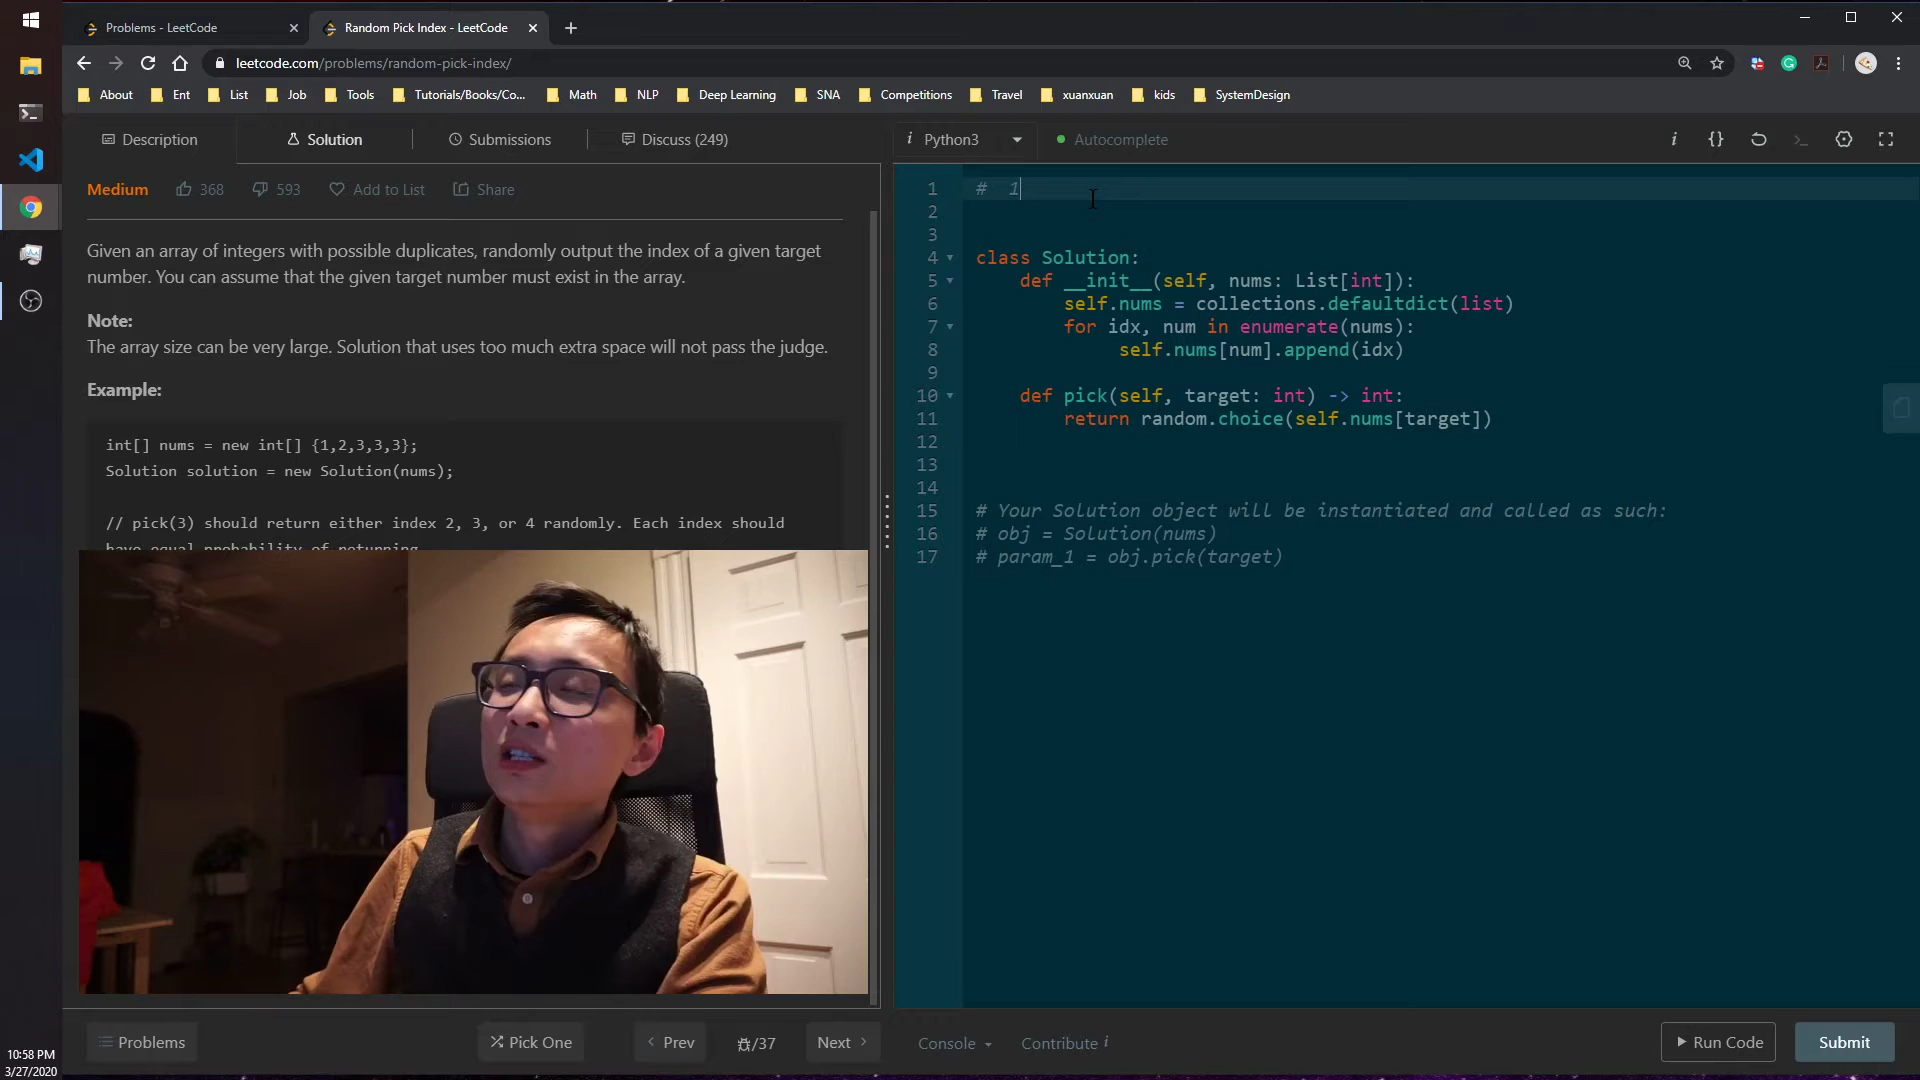 Problems - LeetCode
Random Pick Index - LeetCode
leetcode.com/problems/random-pick-index/
About
Ent
List
Job
Tools
Tutorials/Books/Co...
Math
NLP
Deep Learning
SNA
Competitions
Travel
xuanxuan
kids
SystemDesign
Description
Solution
Submissions
Discuss (249)
Medium
368
593
Add to List
Share
Given an array of integers with possible duplicates, randomly output the index of a given target
number. You can assume that the given target number must exist in the array.
Note:
The array size can be very large. Solution that uses too much extra space will not pass the judge.
Example:
int[] nums = new int[] {1,2,3,3,3};
Solution solution = new Solution(nums);
// pick(3) should return either index 2, 3, or 4 randomly. Each index should
have equal probability of returning.
Problems
Pick One
Prev
/37
Next
i Python3
Autocomplete
i
{}
1 #  1
2
3
4 class Solution:
5     def __init__(self, nums: List[int]):
6         self.nums = collections.defaultdict(list)
7         for idx, num in enumerate(nums):
8              self.nums[num].append(idx)
9
10     def pick(self, target: int) -> int:
11         return random.choice(self.nums[target])
12
13
14
15 # Your Solution object will be instantiated and called as such:
16 # obj = Solution(nums)
17 # param_1 = obj.pick(target)
Console
Contribute i
Run Code
Submit
10:58 PM
3/27/2020